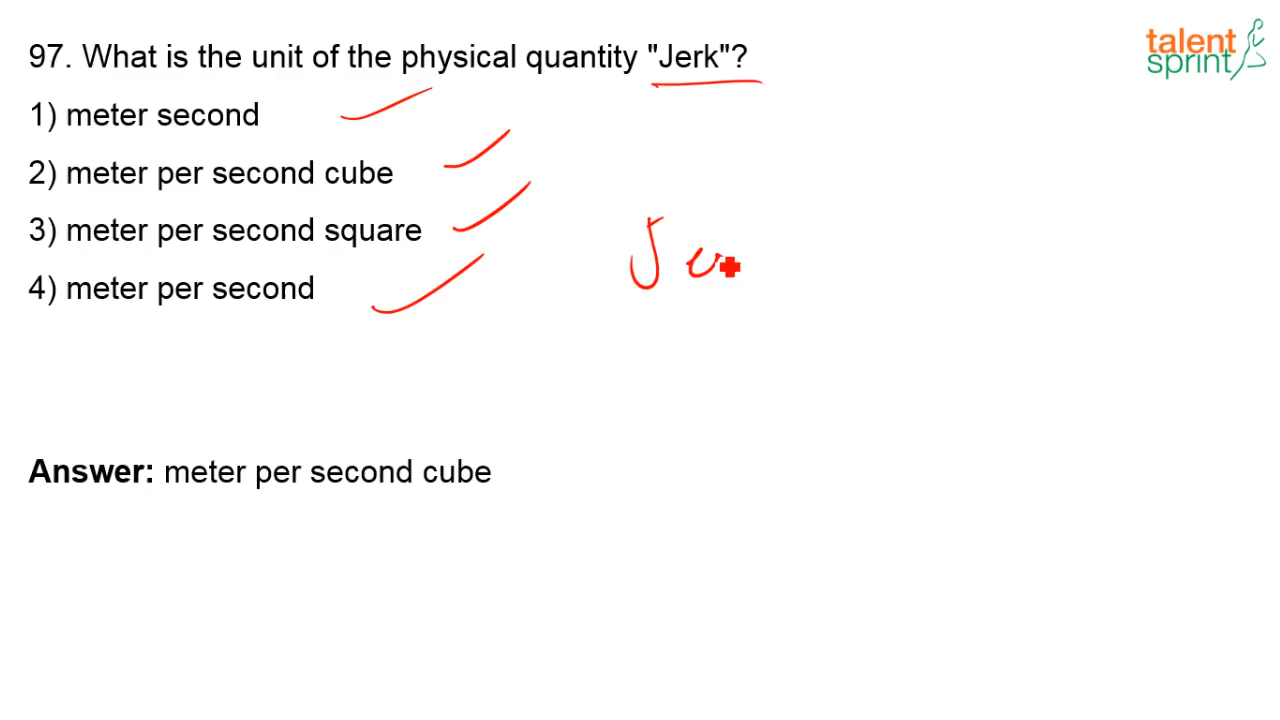 97. What is the unit of the physical quantity "Jerk"?
talent
sprint
1) meter second
2) meter per second cube
3) meter per second square
4) meter per second
Je
Answer: meter per second cube